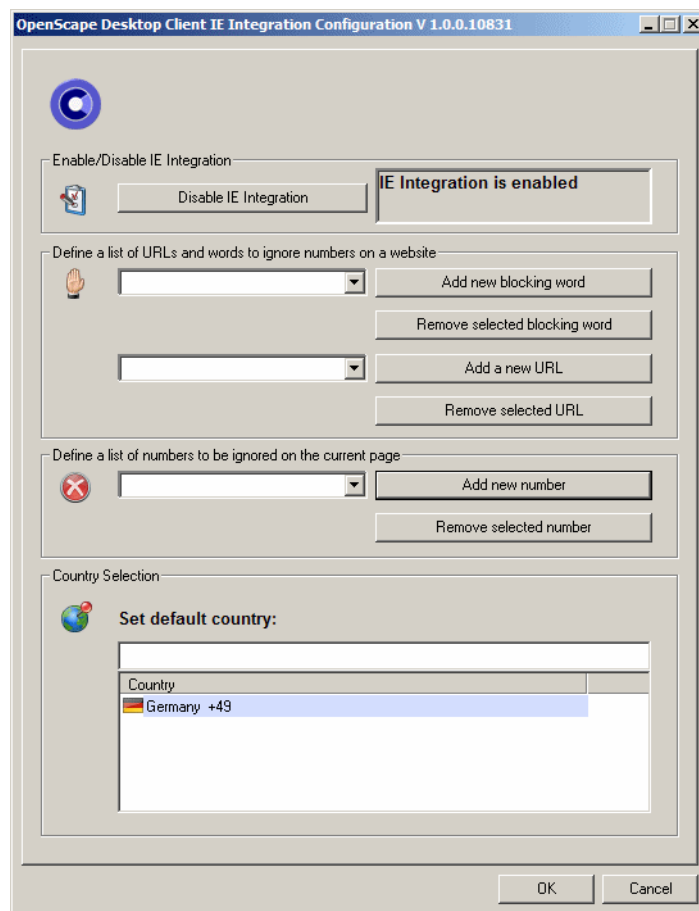 OpenScape Desktop Client IE Integration Configuration V 1.0.0.10831
Enable/Disable IE Integration
Disable IE Integration
IE Integration is enabled
Define a list of URLs and words to ignore numbers on a website
Add new blocking word
Remove selected blocking word
Add a new URL
Remove selected URL
Define a list of numbers to be ignored on the current page
Add new number
Remove selected number
Country Selection
Set default country:
Country
Germany +49
OK
Cancel